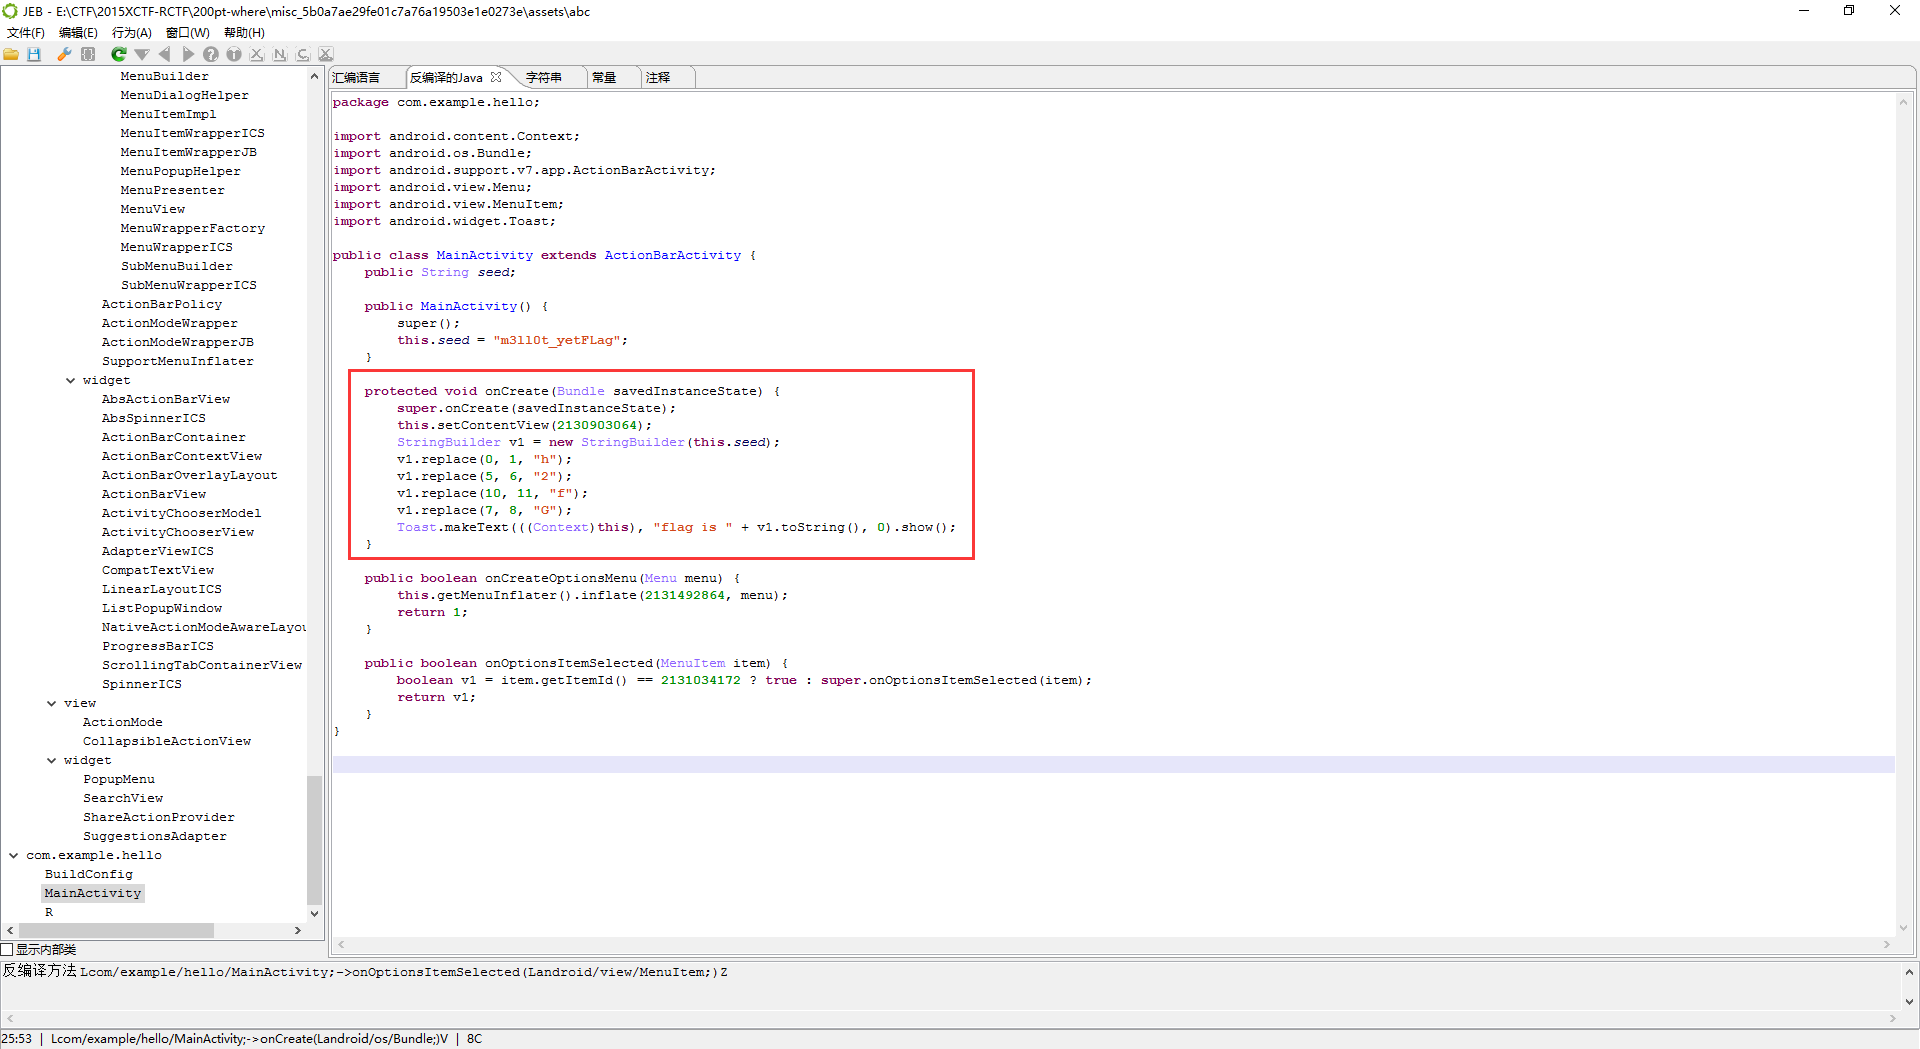 JEB - E:\CTF\2015XCTF-RCTF\200pt-where\misc_5b0a7ae29fe01c7a76a19503e1e0273e\assets\abc
文件(F) 编辑(E) 行为(A) 窗口(W) 帮助(H)
MenuBuilder
MenuDialogHelper
MenuItemImpl
MenuItemWrapperICS
MenuItemWrapperJB
MenuPopupHelper
MenuPresenter
MenuView
MenuWrapperFactory
MenuWrapperICS
SubMenuBuilder
SubMenuWrapperICS
ActionBarPolicy
ActionModeWrapper
ActionModeWrapperJB
SupportMenuInflater
widget
AbsActionBarView
AbsSpinnerICS
ActionBarContainer
ActionBarContextView
ActionBarOverlayLayout
ActionBarView
ActivityChooserModel
ActivityChooserView
AdapterViewICS
CompatTextView
LinearLayoutICS
ListPopupWindow
NativeActionModeAwareLayou
ProgressBarICS
ScrollingTabContainerView
SpinnerICS
view
ActionMode
CollapsibleActionView
widget
PopupMenu
SearchView
ShareActionProvider
SuggestionsAdapter
com.example.hello
BuildConfig
MainActivity
R
显示内部类
汇编语言 反编译的Java 字符串 常量 注释
package com.example.hello;
import android.content.Context;
import android.os.Bundle;
import android.support.v7.app.ActionBarActivity;
import android.view.Menu;
import android.view.MenuItem;
import android.widget.Toast;
public class MainActivity extends ActionBarActivity {
public String seed;
public MainActivity() {
super();
this.seed = "m3ll0t_yetFLag";
}
protected void onCreate(Bundle savedInstanceState) {
super.onCreate(savedInstanceState);
this.setContentView(2130903064);
StringBuilder v1 = new StringBuilder(this.seed);
v1.replace(0, 1, "h");
v1.replace(5, 6, "2");
v1.replace(10, 11, "f");
v1.replace(7, 8, "G");
Toast.makeText(((Context)this), "flag is " + v1.toString(), 0).show();
}
public boolean onCreateOptionsMenu(Menu menu) {
this.getMenuInflater().inflate(2131492864, menu);
return 1;
}
public boolean onOptionsItemSelected(MenuItem item) {
boolean v1 = item.getItemId() == 2131034172 ? true : super.onOptionsItemSelected(item);
return v1;
}
}
反编译方法 Lcom/example/hello/MainActivity;->onOptionsItemSelected(Landroid/view/MenuItem;)Z
25:53 | Lcom/example/hello/MainActivity;->onCreate(Landroid/os/Bundle;)V | 8C